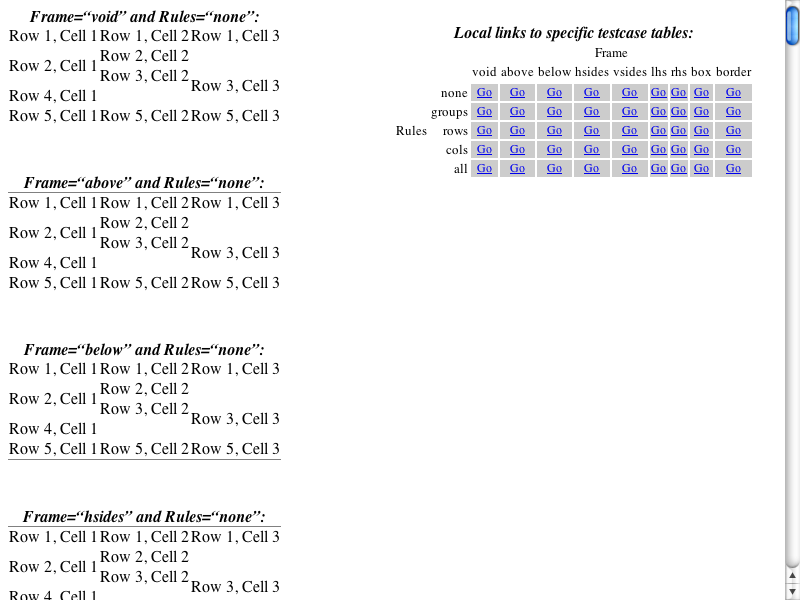 Frame=“void” and Rules=“none”:
Row 1, Cell 1 Row 1, Cell 2 Row 1, Cell 3
Row 2, Cell 2
Row 2, Cell 1
Row 3, Cell 2
Row 3, Cell 3
Row 4, Cell 1
Row 5, Cell 1 Row 5, Cell 2 Row 5, Cell 3
Frame=“above” and Rules=“none”:
Row 1, Cell 1 Row 1, Cell 2 Row 1, Cell 3
Row 2, Cell 2
Row 2, Cell 1
Row 3, Cell 2
Row 3, Cell 3
Row 4, Cell 1
Row 5, Cell 1 Row 5, Cell 2 Row 5, Cell 3
Frame=“below” and Rules=“none”:
Row 1, Cell 1 Row 1, Cell 2 Row 1, Cell 3
Row 2, Cell 2
Row 2, Cell 1
Row 3, Cell 2
Row 3, Cell 3
Row 4, Cell 1
Row 5, Cell 1 Row 5, Cell 2 Row 5, Cell 3
Frame=“hsides” and Rules=“none”:
Row 1, Cell 1 Row 1, Cell 2 Row 1, Cell 3
Row 2, Cell 2
Row 2, Cell 1
Row 3, Cell 2
Row 3, Cell 3
Row 4, Cell 1
Local links to specific testcase tables:
Frame
void above below hsides vsides lhs rhs box border
none Go Go Go Go Go Go Go Go Go
groups Go Go Go Go Go Go Go Go Go
Rules rows Go Go Go Go Go Go Go Go Go
cols Go Go Go Go Go Go Go Go Go
all Go Go Go Go Go Go Go Go Go